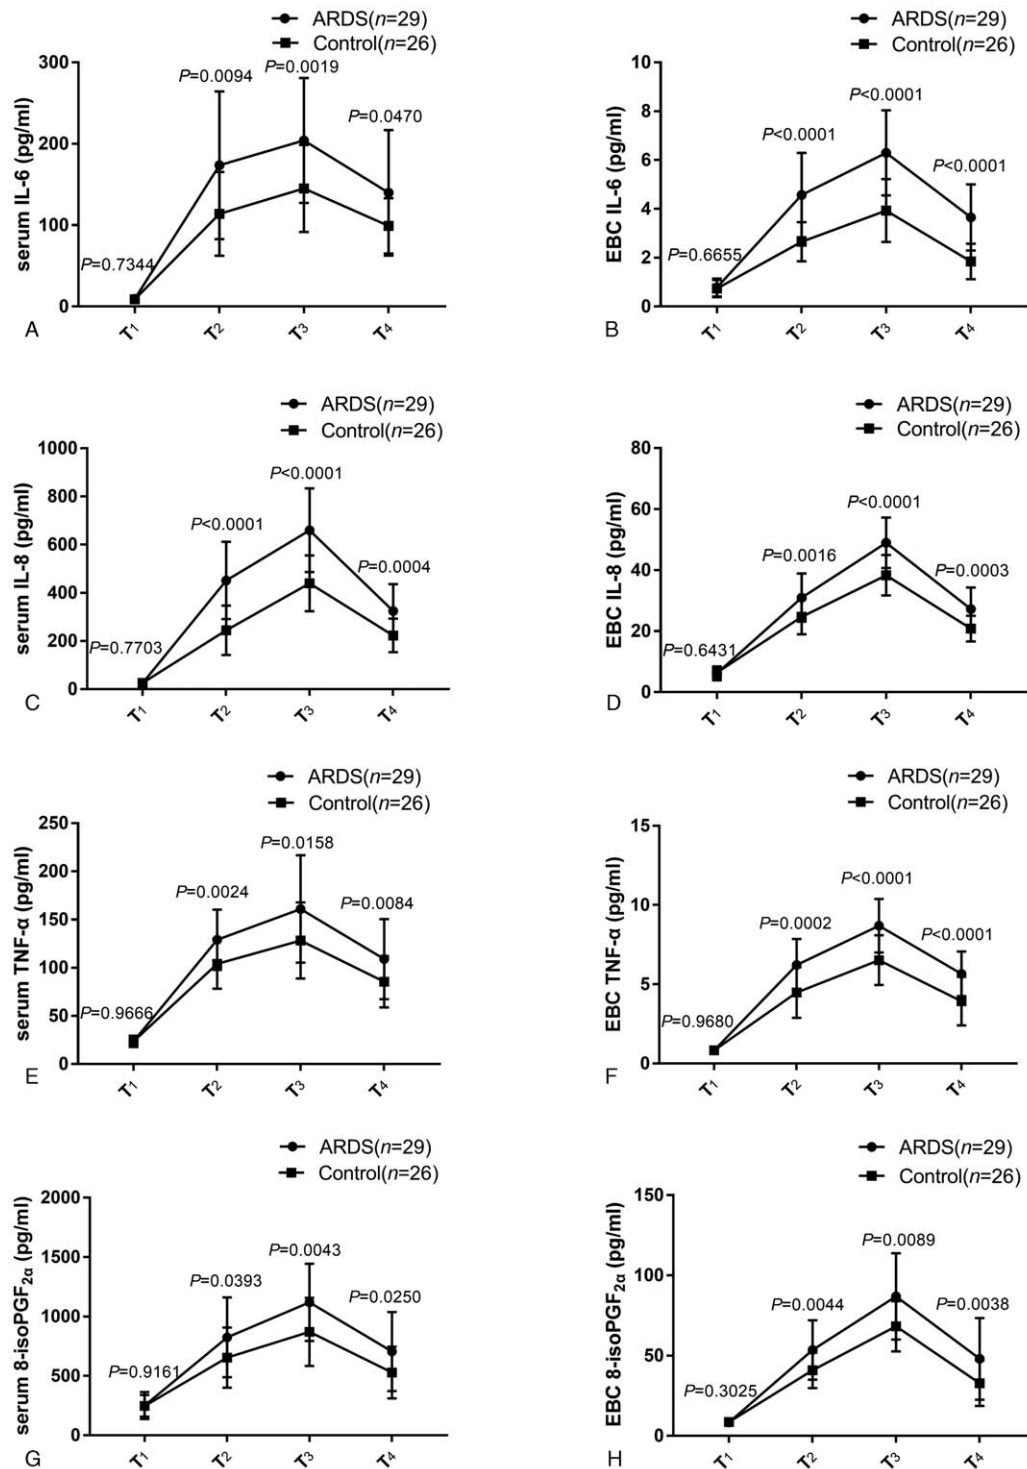 ARDS(n=29)
Control(n=26)
serum IL-6 (pg/ml)
300
200
100
0
P=0.7344
P=0.0094
P=0.0019
P=0.0470
T1
T2
T3
T4
A
ARDS(n=29)
Control(n=26)
EBC IL-6 (pg/ml)
10
8
6
4
2
0
P=0.6655
P<0.0001
P<0.0001
P<0.0001
T1
T2
T3
T4
B
ARDS(n=29)
Control(n=26)
serum IL-8 (pg/ml)
1000
800
600
400
200
0
P=0.7703
P<0.0001
P<0.0001
P=0.0004
T1
T2
T3
T4
C
ARDS(n=29)
Control(n=26)
EBC IL-8 (pg/ml)
80
60
40
20
0
P=0.6431
P=0.0016
P<0.0001
P=0.0003
T1
T2
T3
T4
D
ARDS(n=29)
Control(n=26)
serum TNF-α (pg/ml)
250
200
150
100
50
0
P=0.9666
P=0.0024
P=0.0158
P=0.0084
T1
T2
T3
T4
E
ARDS(n=29)
Control(n=26)
EBC TNF-α (pg/ml)
15
10
5
0
P=0.9680
P=0.0002
P<0.0001
P<0.0001
T1
T2
T3
T4
F
ARDS(n=29)
Control(n=26)
serum 8-isoPGF2α (pg/ml)
2000
1500
1000
500
0
P=0.9161
P=0.0393
P=0.0043
P=0.0250
T1
T2
T3
T4
G
ARDS(n=29)
Control(n=26)
EBC 8-isoPGF2α (pg/ml)
150
100
50
0
P=0.3025
P=0.0044
P=0.0089
P=0.0038
T1
T2
T3
T4
H